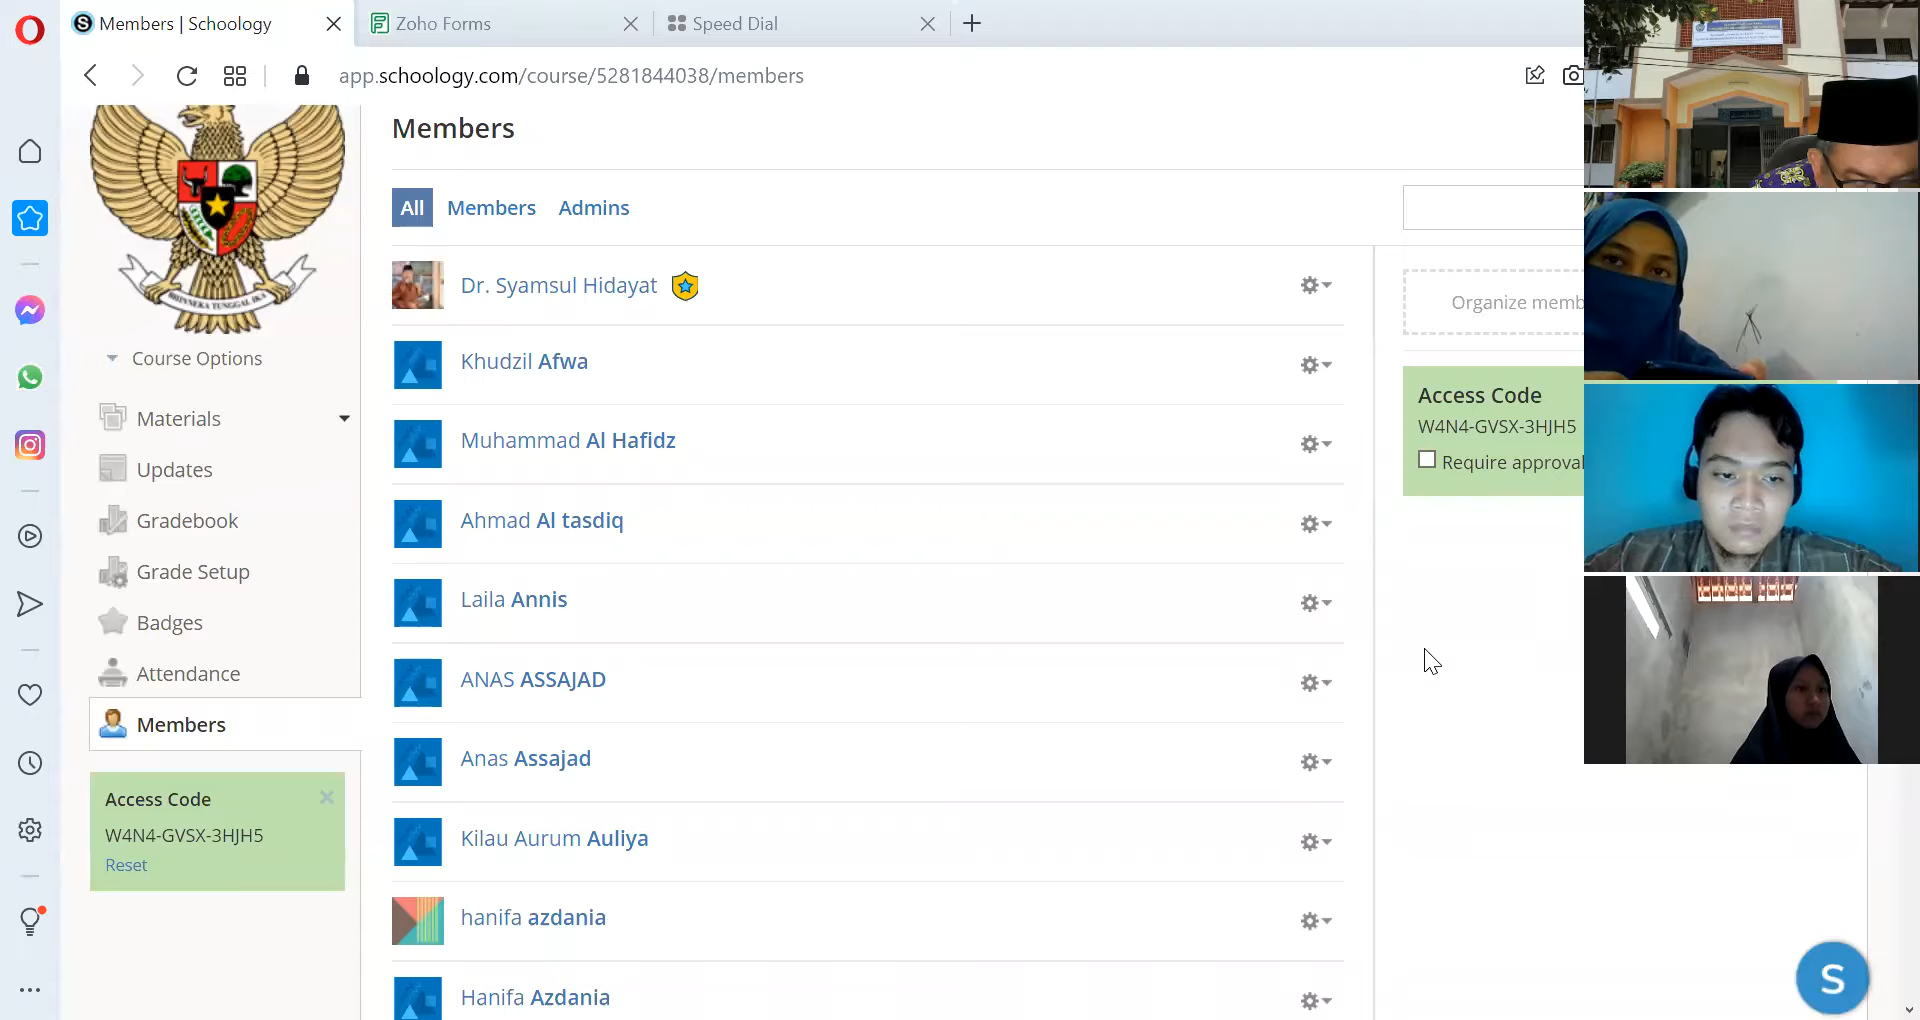 Members | Schoology
Zoho Forms
Speed Dial
app.schoology.com/course/5281844038/members
BHINNEKA TUNGGAL IKA
Course Options
Materials
Updates
Gradebook
Grade Setup
Badges
Attendance
Members
Access Code
W4N4-GVSX-3HJH5
Reset
Members
All
Members
Admins
Dr. Syamsul Hidayat
Khudzil Afwa
Muhammad Al Hafidz
Ahmad Al tasdiq
Laila Annis
ANAS ASSAJAD
Anas Assajad
Kilau Aurum Auliya
hanifa azdania
Hanifa Azdania
Organize memb
Access Code
W4N4-GVSX-3HJH5
Require approval
S